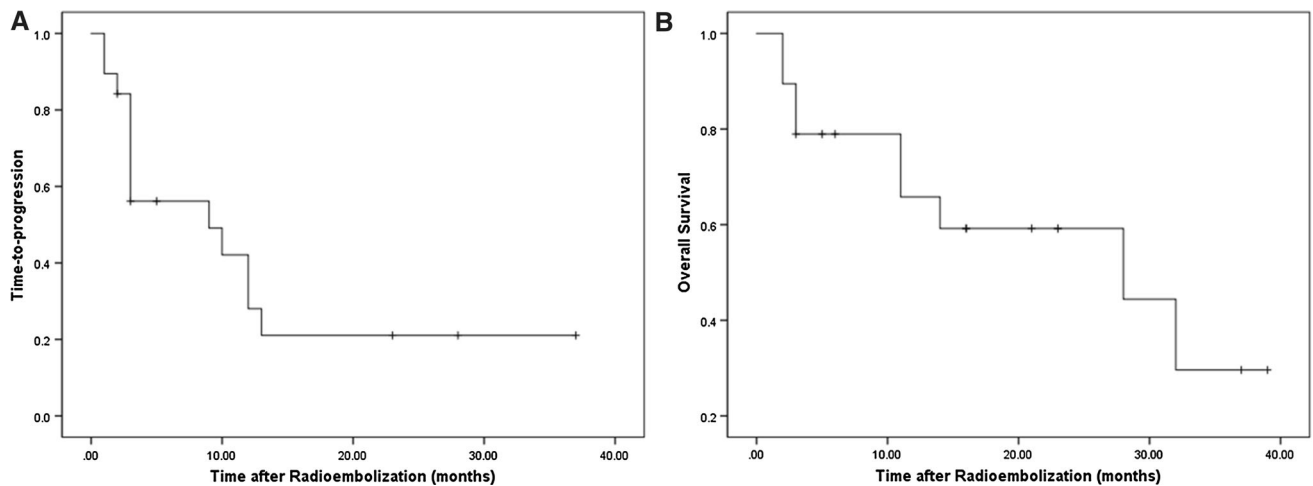 A
Time-to-progression
1.0
0.8
0.6
0.4
0.2
0.0
.00 10.00 20.00 30.00 40.00
Time after Radioembolization (months)
B
Overall Survival
1.0
0.8
0.6
0.4
0.2
.00 10.00 20.00 30.00 40.00
Time after Radioembolization (months)